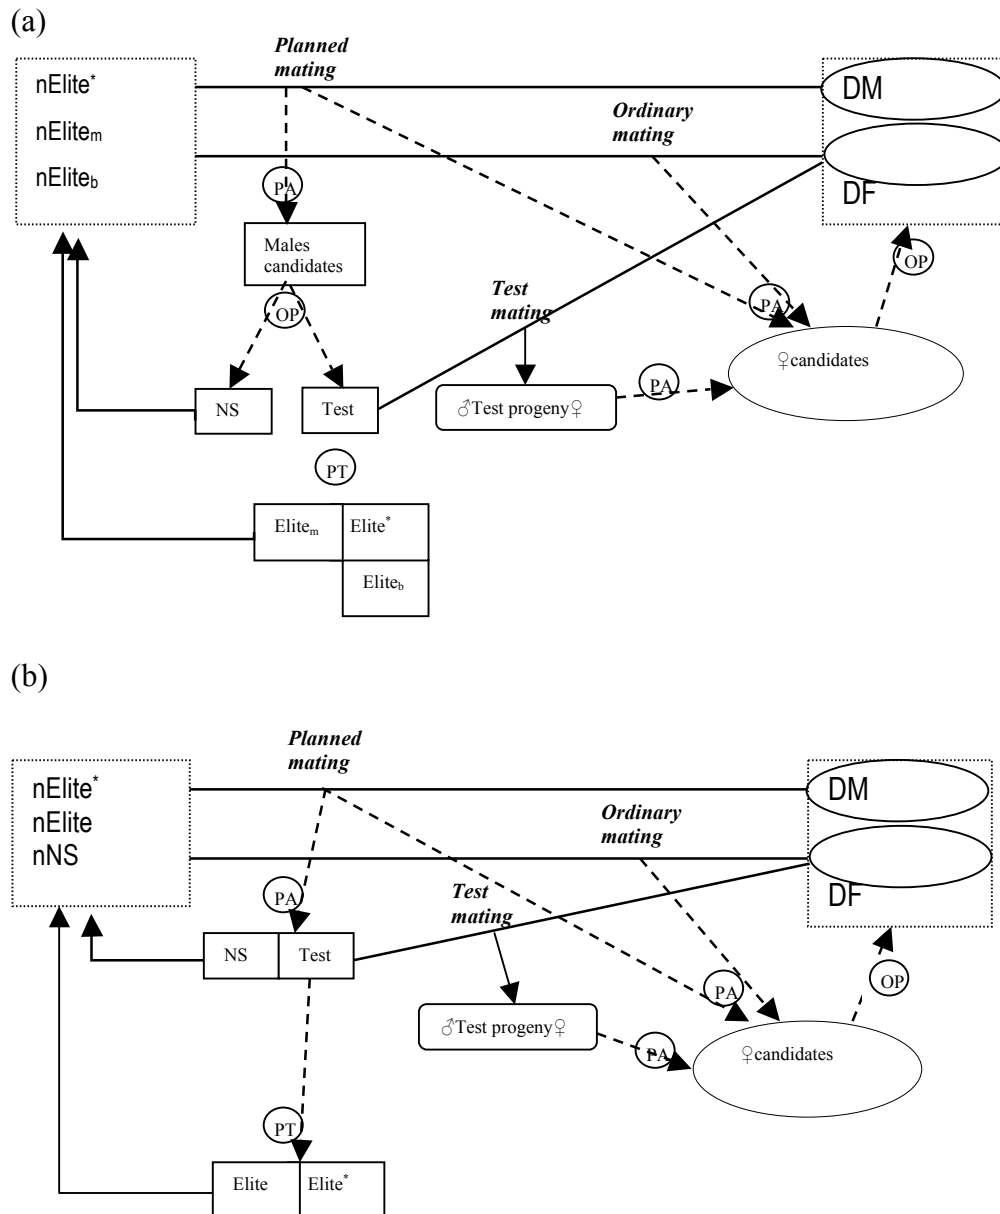 (a)
Planned
mating
nElite*
DM
Ordinary
mating
nEliteₘ
nElite_b
PA
DF
Males
candidates
OP
Test
mating
OP
PA
♀candidates
NS
Test
PA
♂Test progeny♀
PT
Eliteₘ
Elite*
Elite_b
(b)
Planned
mating
nElite*
DM
nElite
Ordinary
mating
nNS
Test
mating
PA
DF
NS
Test
OP
PA
♂Test progeny♀
PA
♀candidates
PT
Elite
Elite*